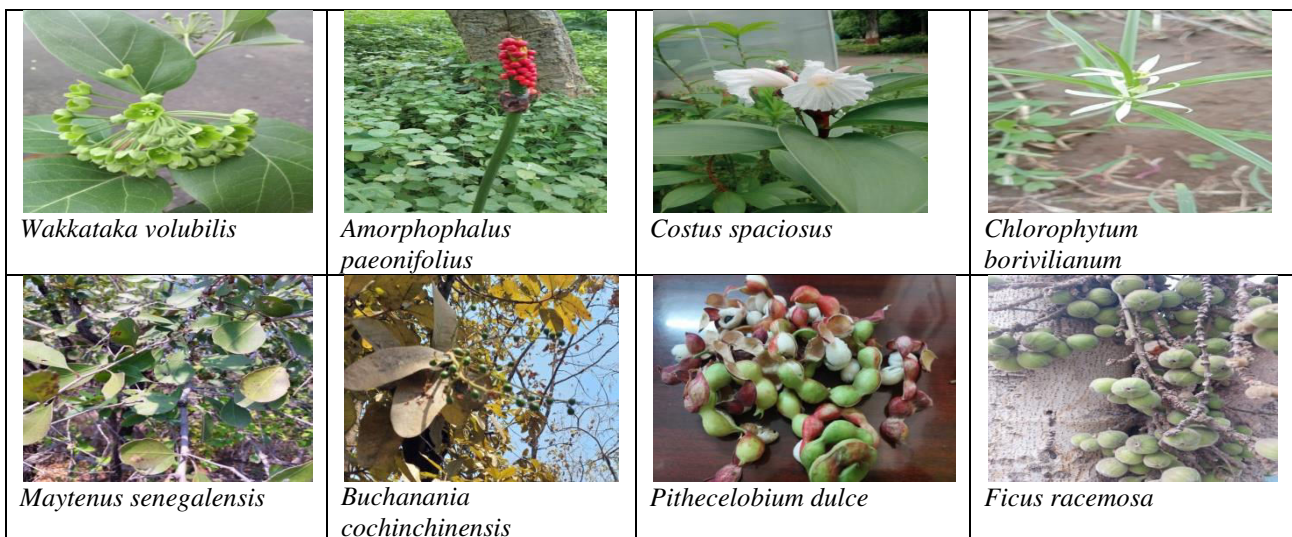 Wakkataka volubilis
Amorphophalus
paeonifolius
Costus spaciosus
Chlorophytum
borivilianum
Maytenus senegalensis
Buchanania
cochinchinensis
Pithecelobium dulce
Ficus racemosa